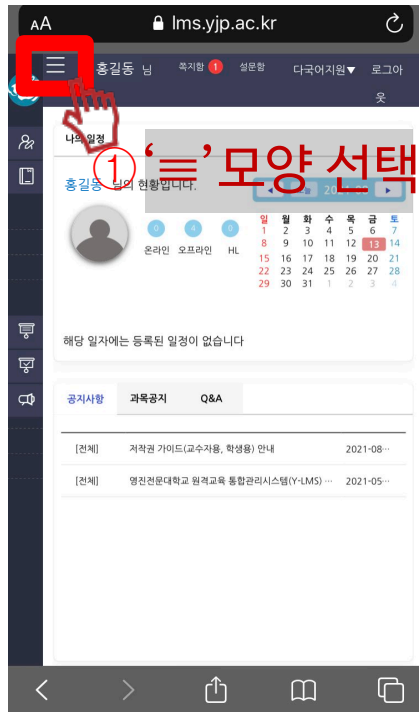 AA lms.yjp.ac.kr
홍길동 님 쪽지함 1 설문함 다국어지원▼ 로그아
웃
나의 일정
① ‘≡’모양 선택
홍길동 님의 현황입니다.
일 월 화 수 목 금 토
1 2 3 4 5 6 7
0 4 0
온라인 오프라인 HL
8 9 10 11 12 13 14
15 16 17 18 19 20 21
22 23 24 25 26 27 28
29 30 31 1 2 3 4
해당 일자에는 등록된 일정이 없습니다
공지사항 과목공지 Q&A
[전체] 저작권 가이드(교수자용, 학생용) 안내 2021-08…
[전체] 영진전문대학교 원격교육 통합관리시스템(Y-LMS) … 2021-05…